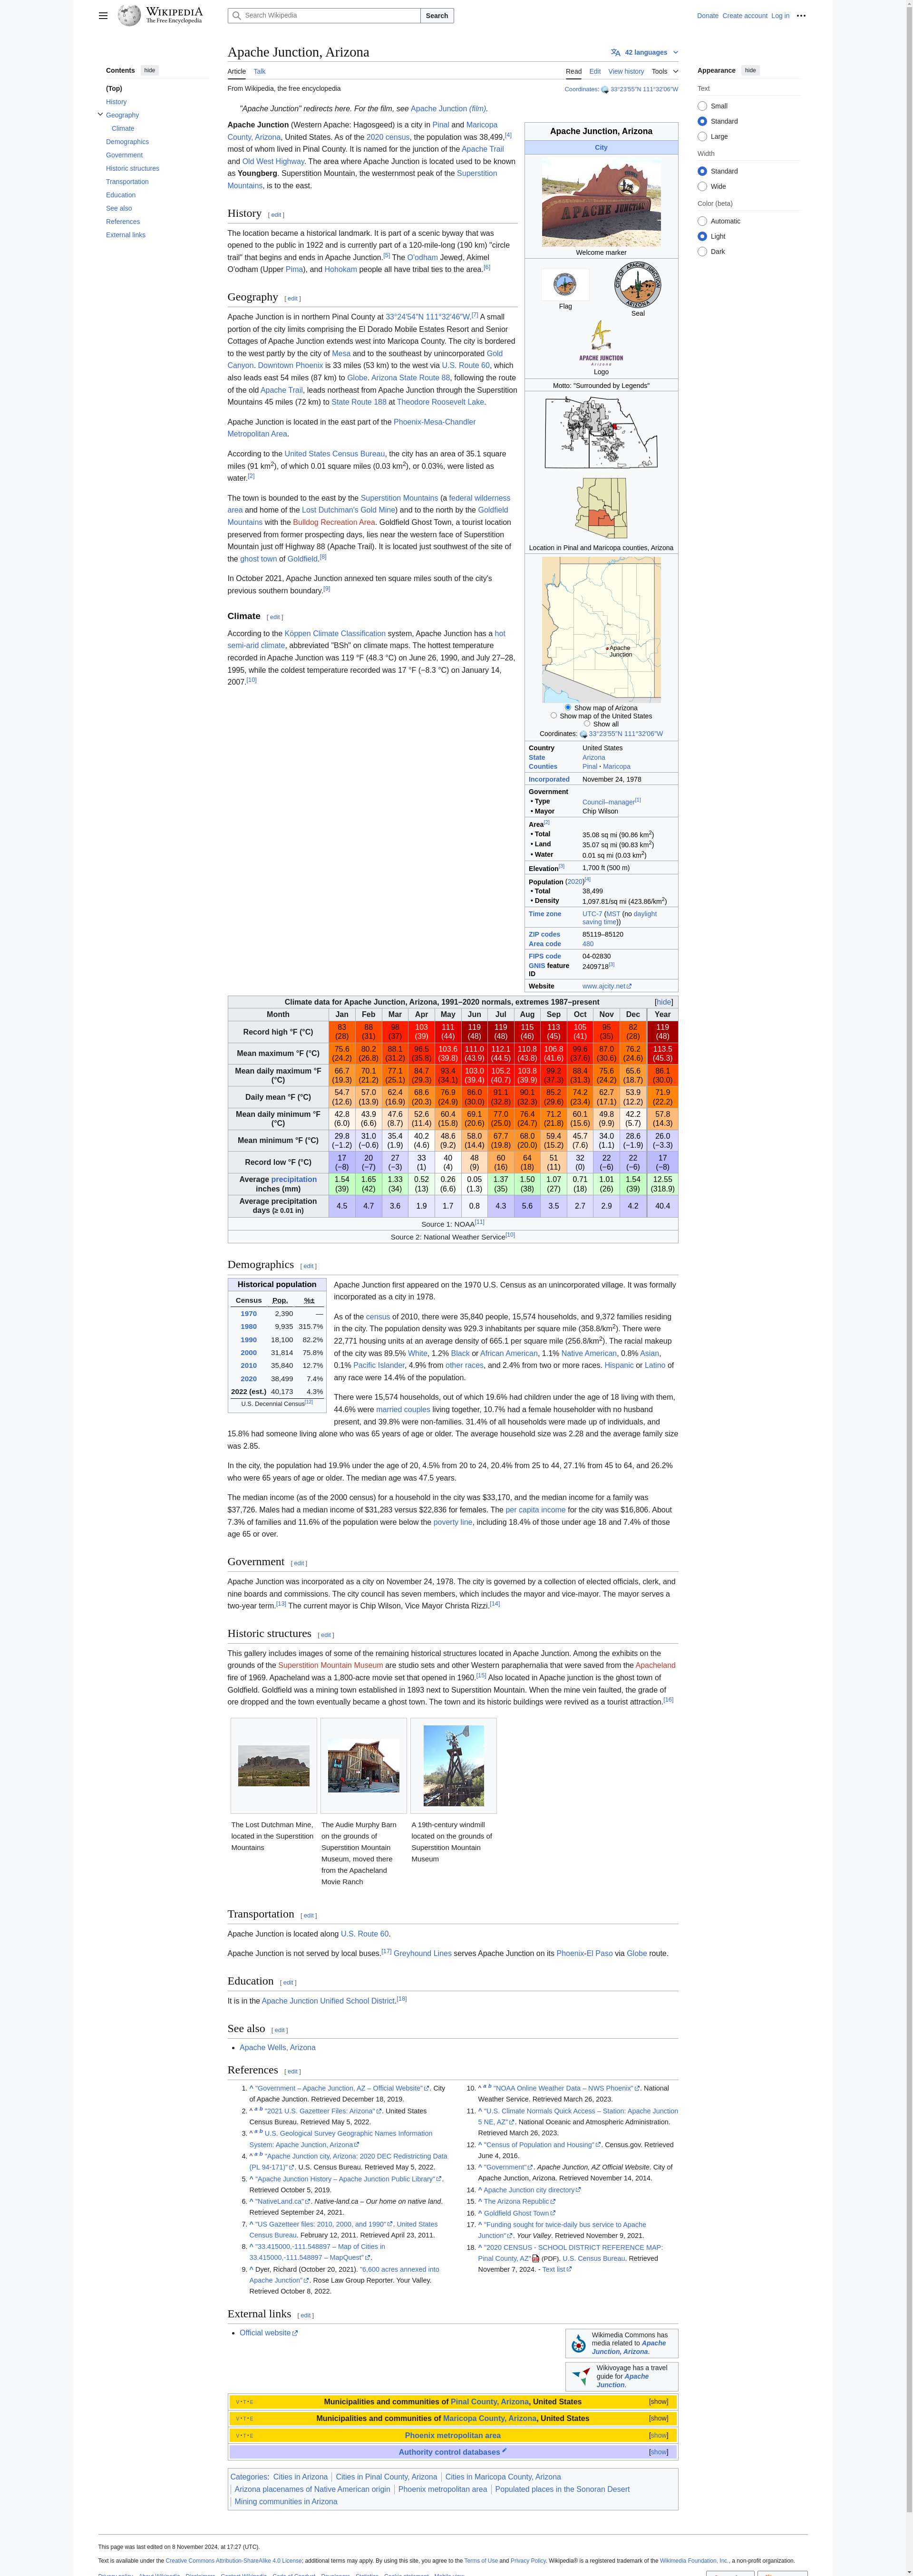 WIKIPEDIA
The Free Encyclopedia
Search Wikipedia
Search
Donate Create account Log in
Contents hide
(Top)
History
Geography
Climate
Demographics
Government
Historic structures
Transportation
Education
See also
References
External links
Apache Junction, Arizona
42 languages
Article Talk
Read Edit View history Tools
From Wikipedia, the free encyclopedia
Coordinates: 33°23′55″N 111°32′06″W
Appearance hide
Text
Small
Standard
Large
Width
Standard
Wide
Color (beta)
Automatic
Light
Dark
"Apache Junction" redirects here. For the film, see Apache Junction (film).
Apache Junction (Western Apache: Hagosgeed) is a city in Pinal and Maricopa
County, Arizona, United States. As of the 2020 census, the population was 38,499,[4]
most of whom lived in Pinal County. It is named for the junction of the Apache Trail
and Old West Highway. The area where Apache Junction is located used to be known
as Youngberg. Superstition Mountain, the westernmost peak of the Superstition
Mountains, is to the east.
History [ edit ]
The location became a historical landmark. It is part of a scenic byway that was
opened to the public in 1922 and is currently part of a 120-mile-long (190 km) "circle
trail" that begins and ends in Apache Junction.[5] The O'odham Jewed, Akimel
O'odham (Upper Pima), and Hohokam people all have tribal ties to the area.[6]
Geography [ edit ]
Apache Junction is in northern Pinal County at 33°24′54″N 111°32′46″W.[7] A small
portion of the city limits comprising the El Dorado Mobile Estates Resort and Senior
Cottages of Apache Junction extends west into Maricopa County. The city is bordered
to the west partly by the city of Mesa and to the southeast by unincorporated Gold
Canyon. Downtown Phoenix is 33 miles (53 km) to the west via U.S. Route 60, which
also leads east 54 miles (87 km) to Globe. Arizona State Route 88, following the route
of the old Apache Trail, leads northeast from Apache Junction through the Superstition
Mountains 45 miles (72 km) to State Route 188 at Theodore Roosevelt Lake.
Apache Junction is located in the east part of the Phoenix-Mesa-Chandler
Metropolitan Area.
According to the United States Census Bureau, the city has an area of 35.1 square
miles (91 km2), of which 0.01 square miles (0.03 km2), or 0.03%, were listed as
water.[2]
The town is bounded to the east by the Superstition Mountains (a federal wilderness
area and home of the Lost Dutchman's Gold Mine) and to the north by the Goldfield
Mountains with the Bulldog Recreation Area. Goldfield Ghost Town, a tourist location
preserved from former prospecting days, lies near the western face of Superstition
Mountain just off Highway 88 (Apache Trail). It is located just southwest of the site of
the ghost town of Goldfield.[8]
In October 2021, Apache Junction annexed ten square miles south of the city's
previous southern boundary.[9]
Climate [ edit ]
According to the Köppen Climate Classification system, Apache Junction has a hot
semi-arid climate, abbreviated "BSh" on climate maps. The hottest temperature
recorded in Apache Junction was 119 °F (48.3 °C) on June 26, 1990, and July 27–28,
1995, while the coldest temperature recorded was 17 °F (−8.3 °C) on January 14,
2007.[10]
Apache Junction, Arizona
City
APACHE JUNCTION
Welcome marker
Flag
CITY OF APACHE JUNCTION
ARIZONA
Seal
APACHE JUNCTION
Logo
Motto: "Surrounded by Legends"
Location in Pinal and Maricopa counties, Arizona
Apache
Junction
Show map of Arizona
Show map of the United States
Show all
Coordinates: 33°23′55″N 111°32′06″W
Country United States
State Arizona
Counties Pinal · Maricopa
Incorporated November 24, 1978
Government
• Type Council–manager[1]
• Mayor Chip Wilson
Area[2]
• Total 35.08 sq mi (90.86 km2)
• Land 35.07 sq mi (90.83 km2)
• Water 0.01 sq mi (0.03 km2)
Elevation[3] 1,700 ft (500 m)
Population (2020)[4]
• Total 38,499
• Density 1,097.81/sq mi (423.86/km2)
Time zone UTC-7 (MST (no daylight
saving time))
ZIP codes 85119–85120
Area code 480
FIPS code 04-02830
GNIS feature
ID 2409718[3]
Website www.ajcity.net
Climate data for Apache Junction, Arizona, 1991–2020 normals, extremes 1987–present [hide]
Month Jan Feb Mar Apr May Jun Jul Aug Sep Oct Nov Dec Year
Record high °F (°C) 83 88 98 103 111 119 119 115 113 105 95 82 119
(28) (31) (37) (39) (44) (48) (48) (46) (45) (41) (35) (28) (48)
Mean maximum °F (°C) 75.6 80.2 88.1 96.5 103.6 111.0 112.1 110.8 106.8 99.6 87.0 76.2 113.5
(24.2) (26.8) (31.2) (35.8) (39.8) (43.9) (44.5) (43.8) (41.6) (37.6) (30.6) (24.6) (45.3)
Mean daily maximum °F
(°C) 66.7 70.1 77.1 84.7 93.4 103.0 105.2 103.8 99.2 88.4 75.6 65.6 86.1
(19.3) (21.2) (25.1) (29.3) (34.1) (39.4) (40.7) (39.9) (37.3) (31.3) (24.2) (18.7) (30.0)
Daily mean °F (°C) 54.7 57.0 62.4 68.6 76.9 86.0 91.1 90.1 85.2 74.2 62.7 53.9 71.9
(12.6) (13.9) (16.9) (20.3) (24.9) (30.0) (32.8) (32.3) (29.6) (23.4) (17.1) (12.2) (22.2)
Mean daily minimum °F
(°C) 42.8 43.9 47.6 52.6 60.4 69.1 77.0 76.4 71.2 60.1 49.8 42.2 57.8
(6.0) (6.6) (8.7) (11.4) (15.8) (20.6) (25.0) (24.7) (21.8) (15.6) (9.9) (5.7) (14.3)
Mean minimum °F (°C) 29.8 31.0 35.4 40.2 48.6 58.0 67.7 68.0 59.4 45.7 34.0 28.6 26.0
(−1.2) (−0.6) (1.9) (4.6) (9.2) (14.4) (19.8) (20.0) (15.2) (7.6) (1.1) (−1.9) (−3.3)
Record low °F (°C) 17 20 27 33 40 48 60 64 51 32 22 22 17
(−8) (−7) (−3) (1) (4) (9) (16) (18) (11) (0) (−6) (−6) (−8)
Average precipitation
inches (mm) 1.54 1.65 1.33 0.52 0.26 0.05 1.37 1.50 1.07 0.71 1.01 1.54 12.55
(39) (42) (34) (13) (6.6) (1.3) (35) (38) (27) (18) (26) (39) (318.9)
Average precipitation
days (≥ 0.01 in) 4.5 4.7 3.6 1.9 1.7 0.8 4.3 5.6 3.5 2.7 2.9 4.2 40.4
Source 1: NOAA[11]
Source 2: National Weather Service[10]
Demographics [ edit ]
Historical population
Census Pop. %±
1970 2,390 —
1980 9,935 315.7%
1990 18,100 82.2%
2000 31,814 75.8%
2010 35,840 12.7%
2020 38,499 7.4%
2022 (est.) 40,173 4.3%
U.S. Decennial Census[12]
Apache Junction first appeared on the 1970 U.S. Census as an unincorporated village. It was formally
incorporated as a city in 1978.
As of the census of 2010, there were 35,840 people, 15,574 households, and 9,372 families residing
in the city. The population density was 929.3 inhabitants per square mile (358.8/km2). There were
22,771 housing units at an average density of 665.1 per square mile (256.8/km2). The racial makeup
of the city was 89.5% White, 1.2% Black or African American, 1.1% Native American, 0.8% Asian,
0.1% Pacific Islander, 4.9% from other races, and 2.4% from two or more races. Hispanic or Latino of
any race were 14.4% of the population.
There were 15,574 households, out of which 19.6% had children under the age of 18 living with them,
44.6% were married couples living together, 10.7% had a female householder with no husband
present, and 39.8% were non-families. 31.4% of all households were made up of individuals, and
15.8% had someone living alone who was 65 years of age or older. The average household size was 2.28 and the average family size
was 2.85.
In the city, the population had 19.9% under the age of 20, 4.5% from 20 to 24, 20.4% from 25 to 44, 27.1% from 45 to 64, and 26.2%
who were 65 years of age or older. The median age was 47.5 years.
The median income (as of the 2000 census) for a household in the city was $33,170, and the median income for a family was
$37,726. Males had a median income of $31,283 versus $22,836 for females. The per capita income for the city was $16,806. About
7.3% of families and 11.6% of the population were below the poverty line, including 18.4% of those under age 18 and 7.4% of those
age 65 or over.
Government [ edit ]
Apache Junction was incorporated as a city on November 24, 1978. The city is governed by a collection of elected officials, clerk, and
nine boards and commissions. The city council has seven members, which includes the mayor and vice-mayor. The mayor serves a
two-year term.[13] The current mayor is Chip Wilson, Vice Mayor Christa Rizzi.[14]
Historic structures [ edit ]
This gallery includes images of some of the remaining historical structures located in Apache Junction. Among the exhibits on the
grounds of the Superstition Mountain Museum are studio sets and other Western paraphernalia that were saved from the Apacheland
fire of 1969. Apacheland was a 1,800-acre movie set that opened in 1960.[15] Also located in Apache junction is the ghost town of
Goldfield. Goldfield was a mining town established in 1893 next to Superstition Mountain. When the mine vein faulted, the grade of
ore dropped and the town eventually became a ghost town. The town and its historic buildings were revived as a tourist attraction.[16]
The Lost Dutchman Mine,
located in the Superstition
Mountains
The Audie Murphy Barn
on the grounds of
Superstition Mountain
Museum, moved there
from the Apacheland
Movie Ranch
A 19th-century windmill
located on the grounds of
Superstition Mountain
Museum
Transportation [ edit ]
Apache Junction is located along U.S. Route 60.
Apache Junction is not served by local buses.[17] Greyhound Lines serves Apache Junction on its Phoenix-El Paso via Globe route.
Education [ edit ]
It is in the Apache Junction Unified School District.[18]
See also [ edit ]
• Apache Wells, Arizona
References [ edit ]
1. ^ "Government – Apache Junction, AZ – Official Website". City
of Apache Junction. Retrieved December 18, 2019.
2. ^ a b "2021 U.S. Gazetteer Files: Arizona". United States
Census Bureau. Retrieved May 5, 2022.
3. ^ a b U.S. Geological Survey Geographic Names Information
System: Apache Junction, Arizona
4. ^ a b "Apache Junction city, Arizona: 2020 DEC Redistricting Data
(PL 94-171)". U.S. Census Bureau. Retrieved May 5, 2022.
5. ^ "Apache Junction History – Apache Junction Public Library".
Retrieved October 5, 2019.
6. ^ "NativeLand.ca". Native-land.ca – Our home on native land.
Retrieved September 24, 2021.
7. ^ "US Gazetteer files: 2010, 2000, and 1990". United States
Census Bureau. February 12, 2011. Retrieved April 23, 2011.
8. ^ "33.415000,-111.548897 – Map of Cities in
33.415000,-111.548897 – MapQuest".
9. ^ Dyer, Richard (October 20, 2021). "6,600 acres annexed into
Apache Junction". Rose Law Group Reporter. Your Valley.
Retrieved October 8, 2022.
10. ^ a b "NOAA Online Weather Data – NWS Phoenix". National
Weather Service. Retrieved March 26, 2023.
11. ^ "U.S. Climate Normals Quick Access – Station: Apache Junction
5 NE, AZ". National Oceanic and Atmospheric Administration.
Retrieved March 26, 2023.
12. ^ "Census of Population and Housing". Census.gov. Retrieved
June 4, 2016.
13. ^ "Government". Apache Junction, AZ Official Website. City of
Apache Junction, Arizona. Retrieved November 14, 2014.
14. ^ Apache Junction city directory
15. ^ The Arizona Republic
16. ^ Goldfield Ghost Town
17. ^ "Funding sought for twice-daily bus service to Apache
Junction". Your Valley. Retrieved November 9, 2021.
18. ^ "2020 CENSUS - SCHOOL DISTRICT REFERENCE MAP:
Pinal County, AZ" (PDF). U.S. Census Bureau. Retrieved
November 7, 2024. - Text list
External links [ edit ]
• Official website
Wikimedia Commons has
media related to Apache
Junction, Arizona.
Wikivoyage has a travel
guide for Apache
Junction.
V·T·E Municipalities and communities of Pinal County, Arizona, United States [show]
V·T·E Municipalities and communities of Maricopa County, Arizona, United States [show]
V·T·E Phoenix metropolitan area [show]
Authority control databases [show]
Categories: Cities in Arizona | Cities in Pinal County, Arizona | Cities in Maricopa County, Arizona
| Arizona placenames of Native American origin | Phoenix metropolitan area | Populated places in the Sonoran Desert
| Mining communities in Arizona
This page was last edited on 8 November 2024, at 17:27 (UTC).
Text is available under the Creative Commons Attribution-ShareAlike 4.0 License; additional terms may apply. By using this site, you agree to the Terms of Use and Privacy Policy. Wikipedia® is a registered trademark of the Wikimedia Foundation, Inc., a non-profit organization.